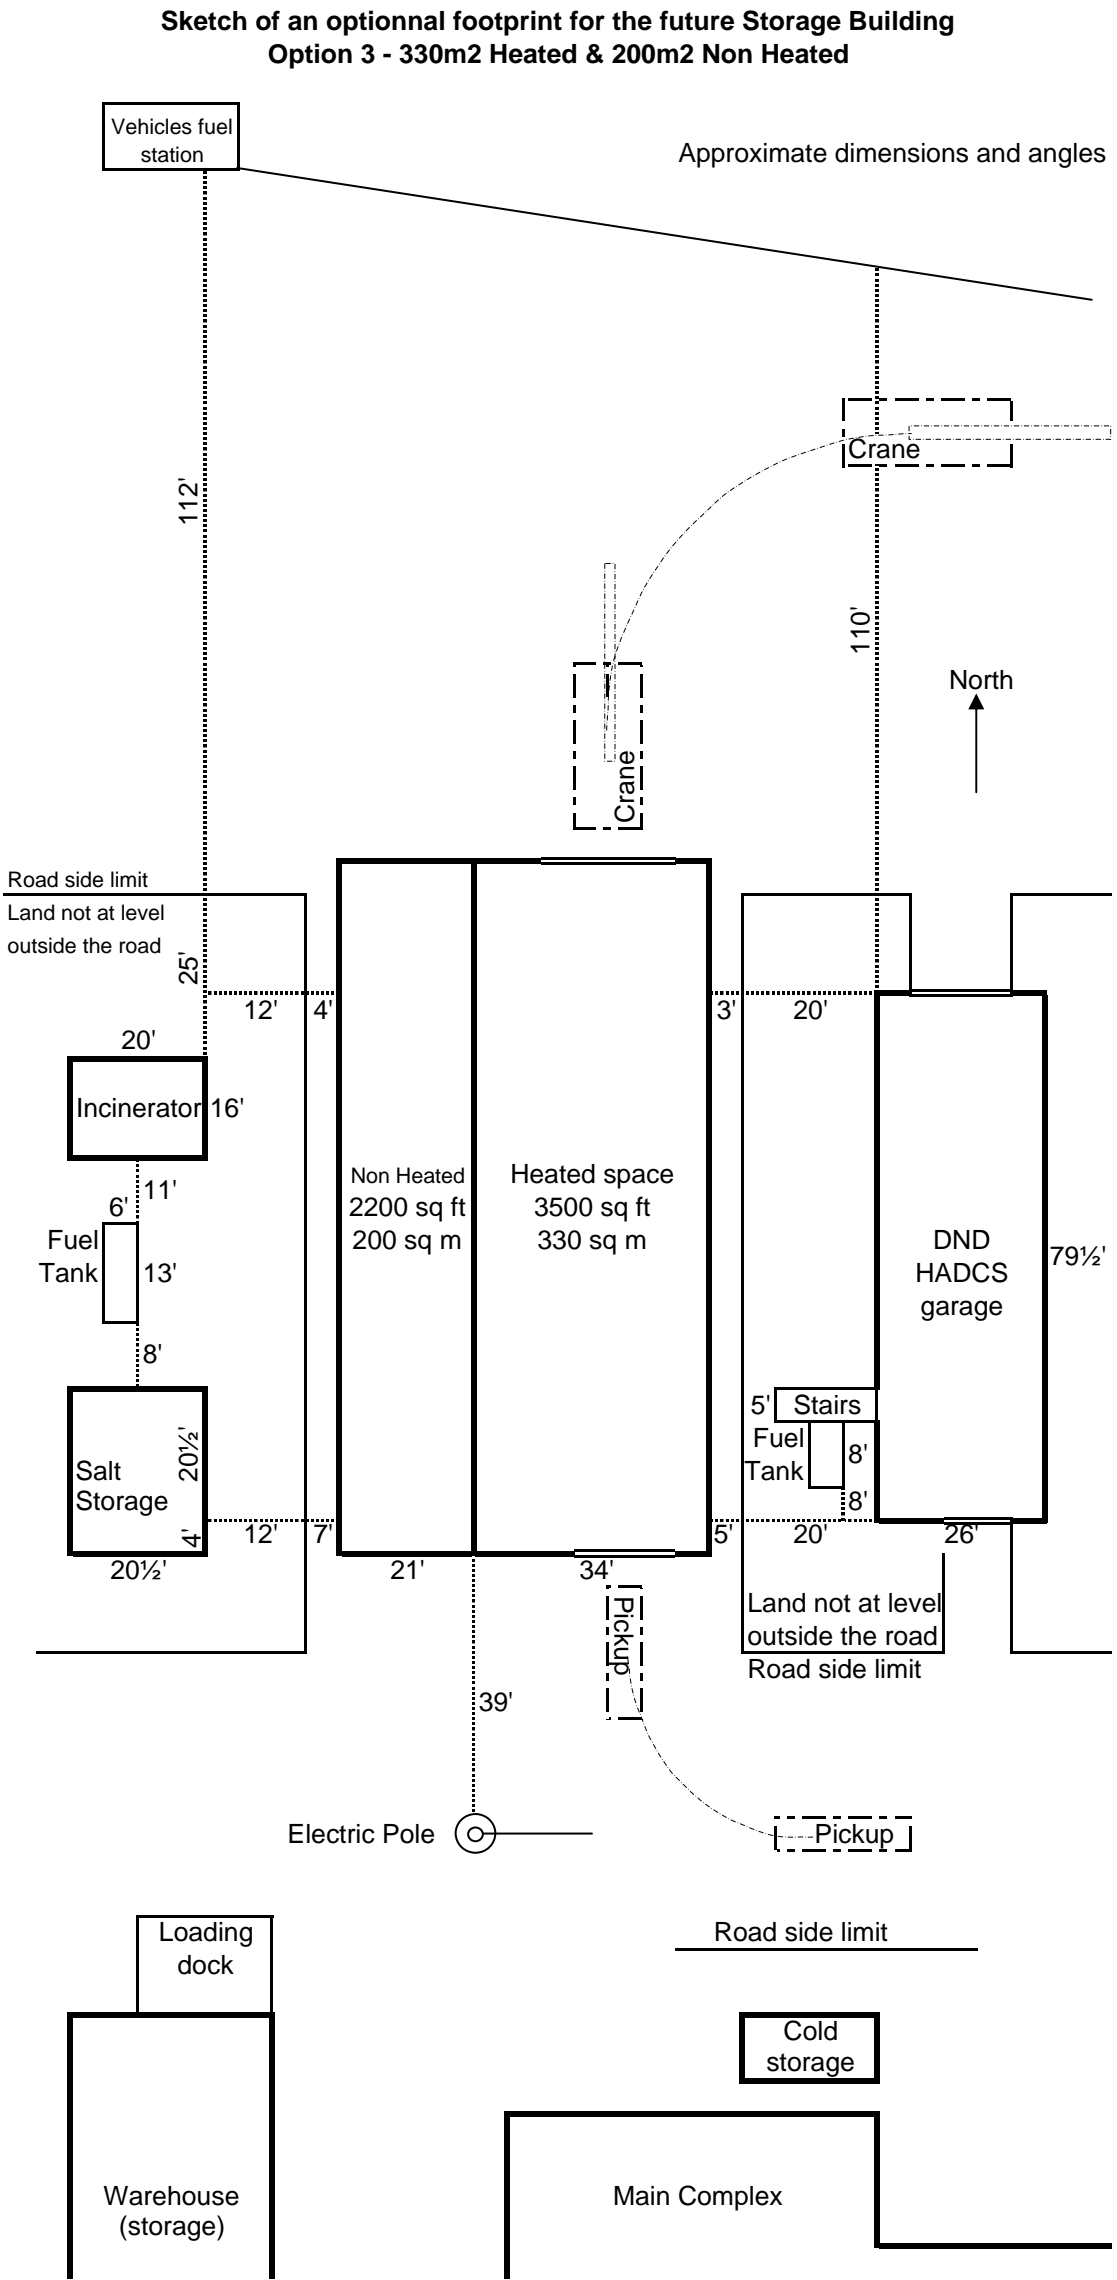 Sketch of an optionnal footprint for the future Storage Building
Option 3 - 330m2 Heated & 200m2 Non Heated
Vehicles fuel
station
Approximate dimensions and angles
Crane
112'
110'
North
Crane
Road side limit
Land not at level
outside the road
25'
12'
4'
3'
20'
20'
Incinerator
16'
11'
6'
Fuel
Tank
13'
8'
Non Heated
2200 sq ft
200 sq m
Heated space
3500 sq ft
330 sq m
DND
HADCS
garage
79½'
5'
Stairs
Fuel
Tank
8'
8'
20½'
Salt
Storage
4'
12'
7'
5'
20'
26'
20½'
21'
34'
Pickup
Land not at level
outside the road
Road side limit
39'
Electric Pole
Pickup
Loading
dock
Road side limit
Cold
storage
Warehouse
(storage)
Main Complex